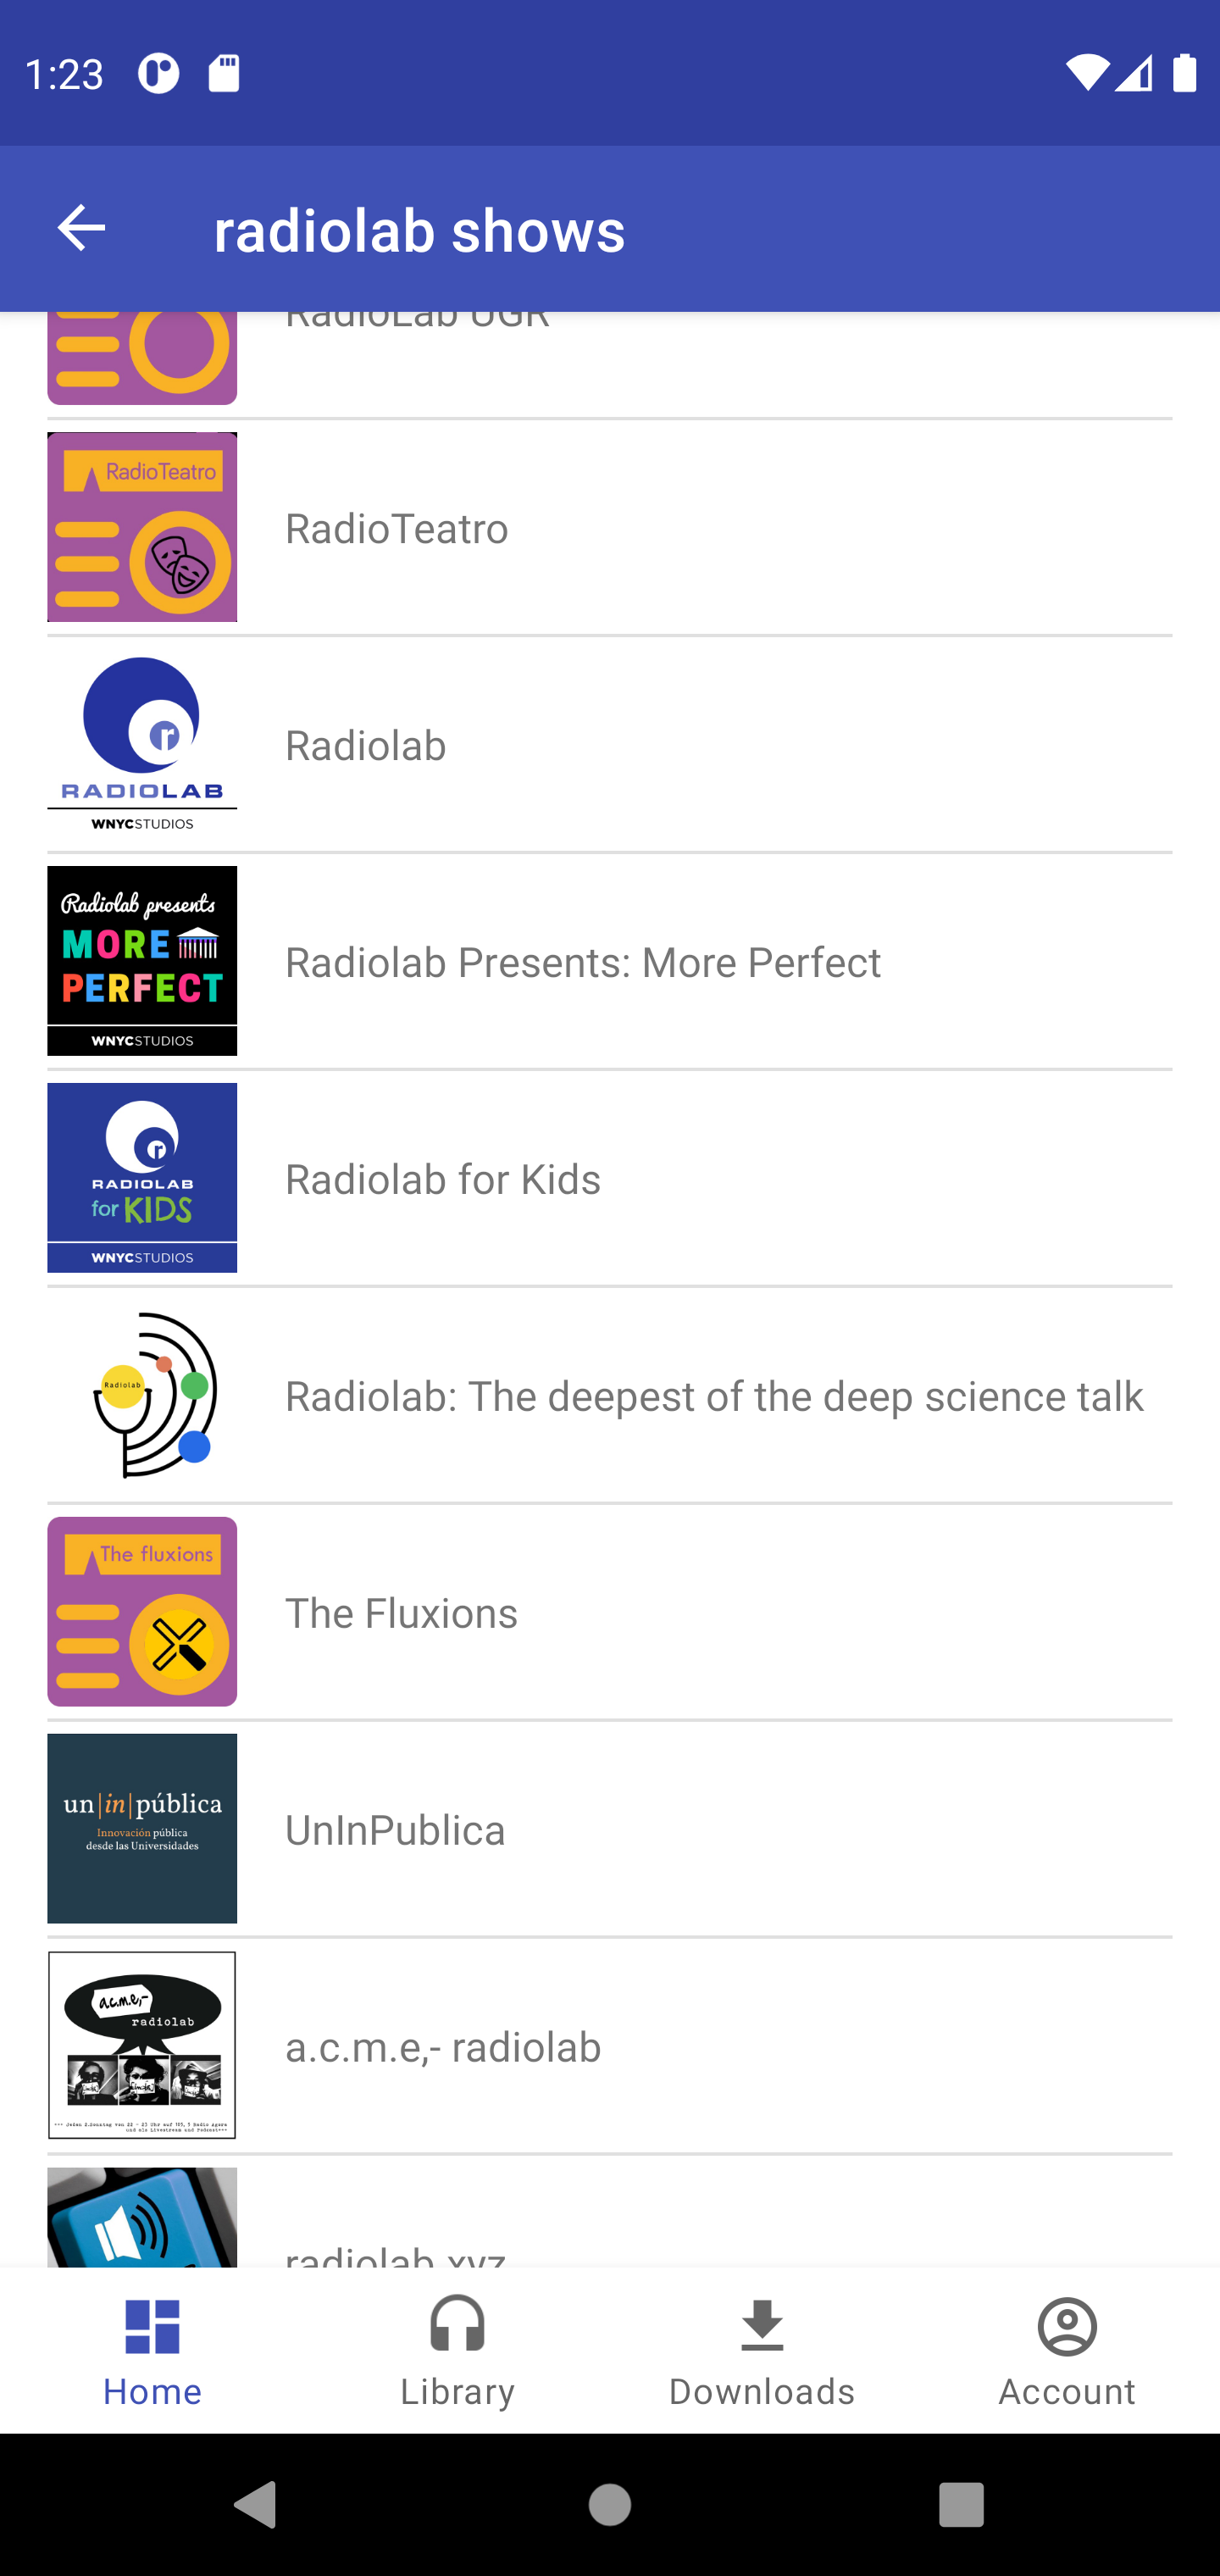 1:23
radiolab shows
RadioLab UGR
RadioTeatro
RadioTeatro
r
RADIOLAB
WNYCSTUDIOS
Radiolab
Radiolab presents
MORE
PERFECT
WNYCSTUDIOS
Radiolab Presents: More Perfect
r
RADIOLAB
for KIDS
WNYCSTUDIOS
Radiolab for Kids
Radiolab
Radiolab: The deepest of the deep science talk
The fluxions
The Fluxions
un|in|pública
Innovación pública
desde las Universidades
UnInPublica
a.c.m.e,-
radiolab
a.c.m.e,- radiolab
radiolab.xyz
Home
Library
Downloads
Account